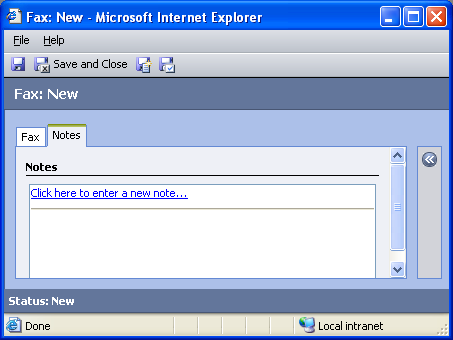 Fax: New - Microsoft Internet Explorer
File Help
Save and Close
Fax: New
Fax Notes
Notes
Click here to enter a new note...
Status: New
Done Local intranet